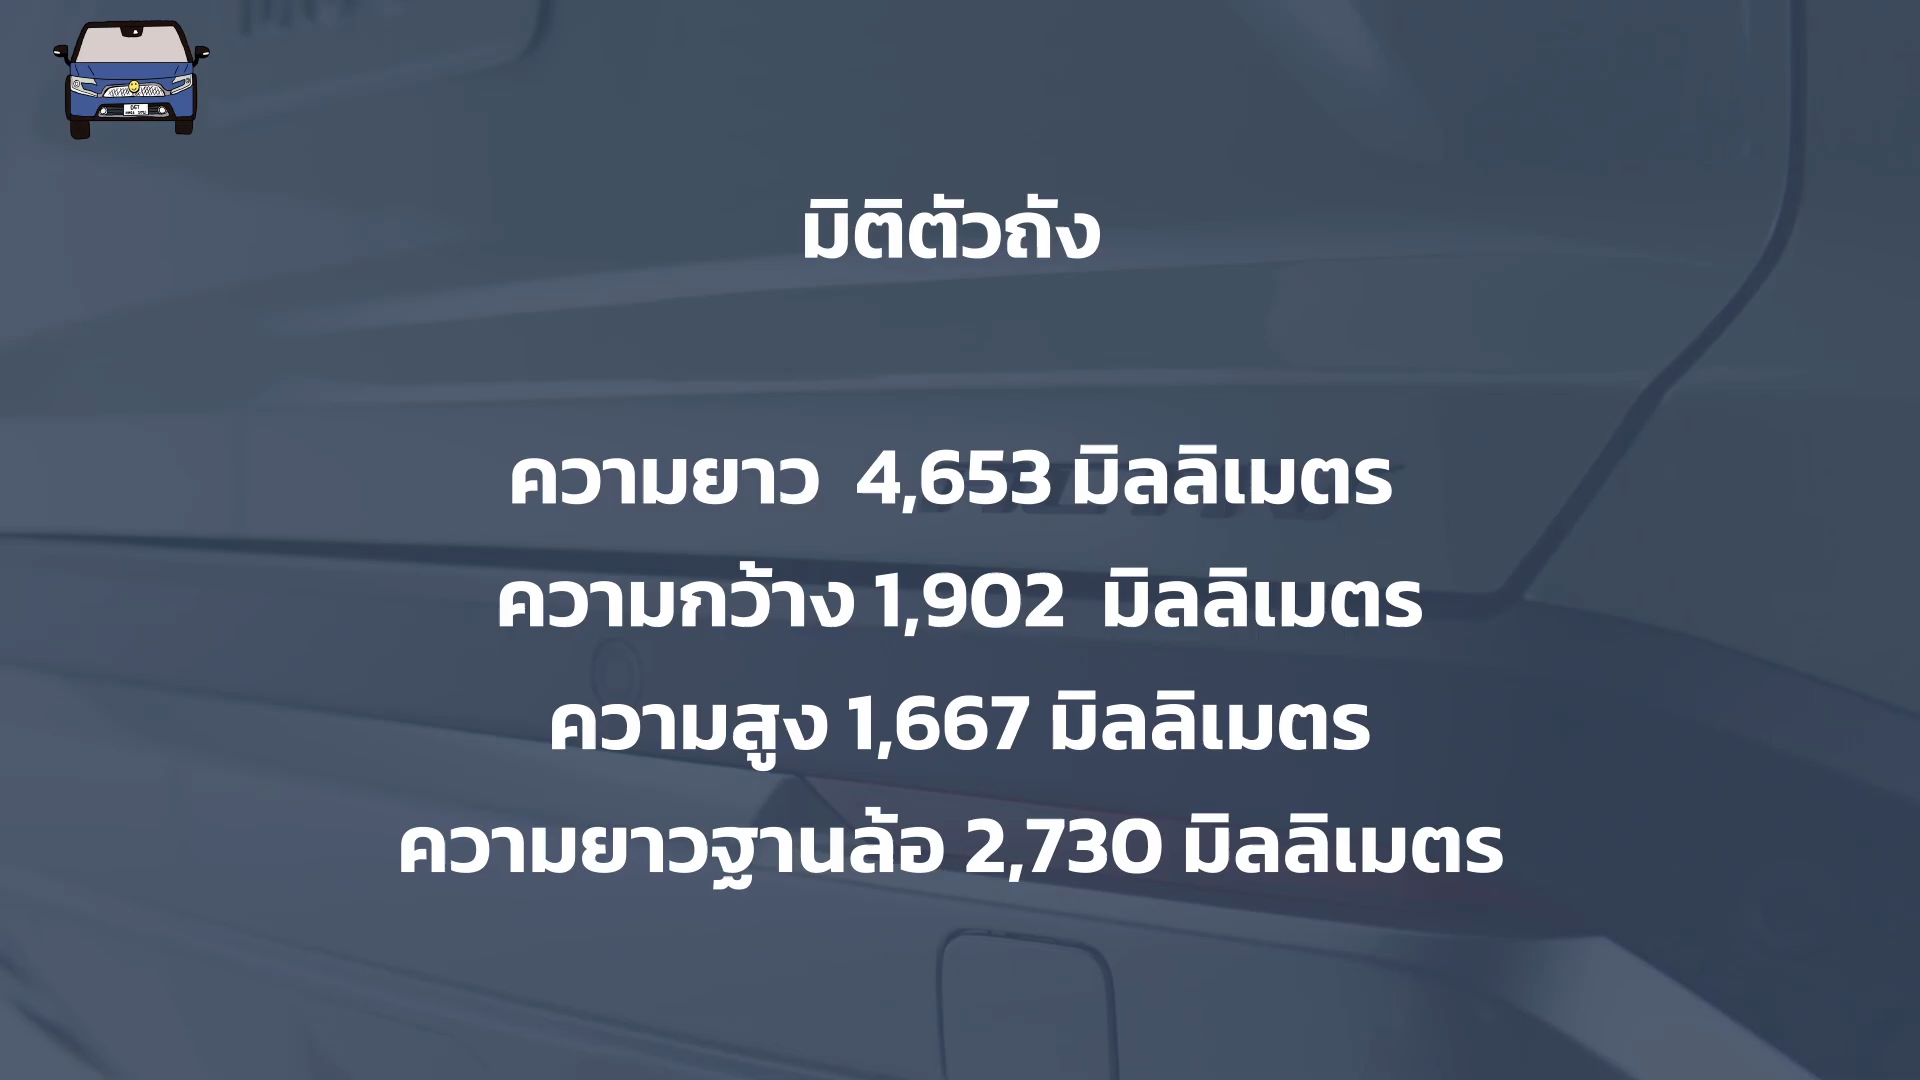 มิติตัวถัง
ความยาว 4,653 มิลลิเมตร
ความกว้าง 1,902 มิลลิเมตร
ความสูง 1,667 มิลลิเมตร
ความยาวฐานล้อ 2,730 มิลลิเมตร